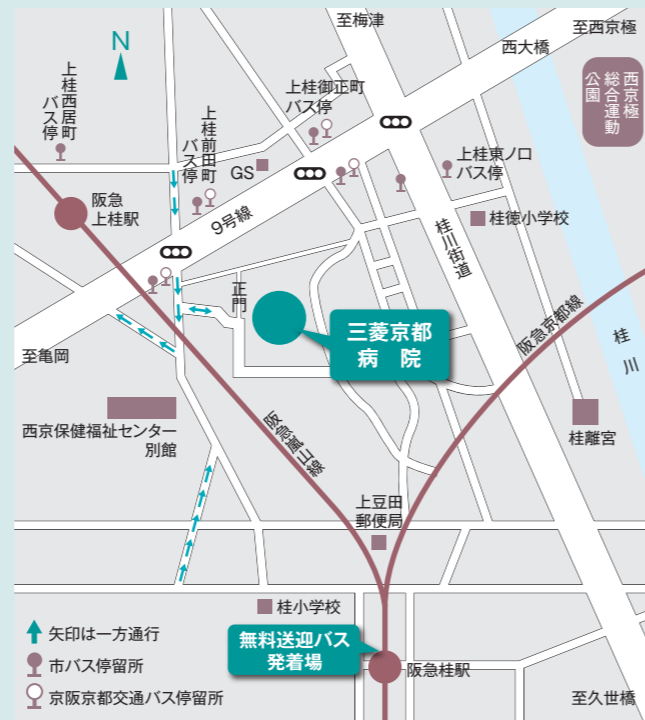 至梅津
至西京極
西大橋
N
西京極
総合運動
公園
上桂西居町
バス停
上桂前田町
バス停
上桂御正町
バス停
GS
上桂東ノ口
バス停
阪急
上桂駅
9号線
桂徳小学校
桂川街道
正門
三菱京都
病院
阪急京都線
桂川
至亀岡
西京保健福祉センター
別館
阪急嵐山線
桂離宮
上豆田
郵便局
桂小学校
無料送迎バス
発着場
阪急桂駅
至久世橋
矢印は一方通行
市バス停留所
京阪京都交通バス停留所